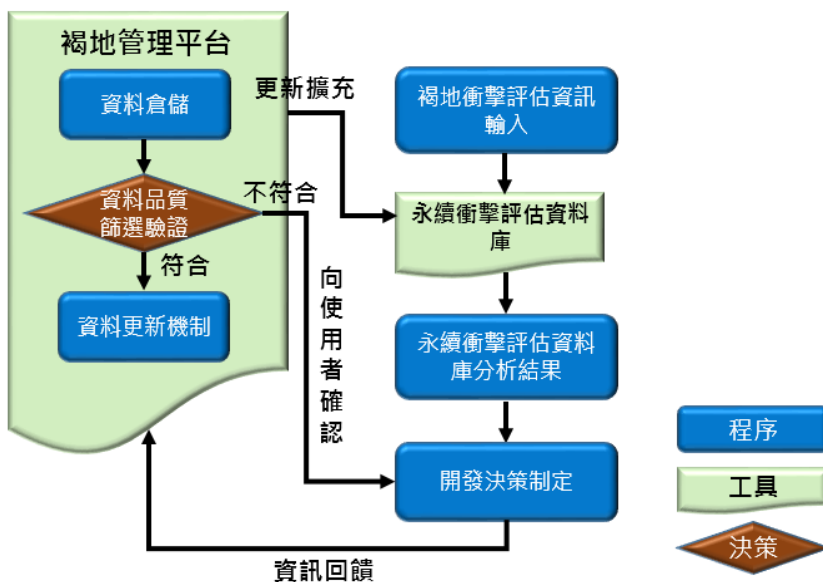 褐地管理平台
資料倉儲
資料品質
篩選驗證
符合
資料更新機制
更新擴充
不符合
向使用者確認
褐地衝擊評估資訊
輸入
永續衝擊評估資料
庫
永續衝擊評估資料
庫分析結果
開發決策制定
資訊回饋
程序
工具
決策